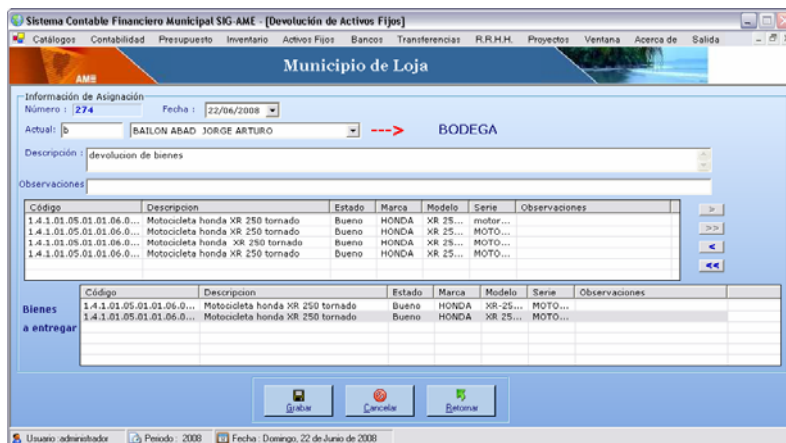 Sistema Contable Financiero Municipal SIG-AME - [Devolución de Activos Fijos]
Catálogos Contabilidad Presupuesto Inventario Activos Fijos Bancos Transferencias R.R.H.H. Proyectos Ventana Acerca de Salida
AME Municipio de Loja
Información de Asignación
Número : 274 Fecha : 22/06/2008
Actual: b BAILON ABAD JORGE ARTURO ---> BODEGA
Descripción : devolucion de bienes
Observaciones
Código Descripcion Estado Marca Modelo Serie Observaciones
1.4.1.01.05.01.01.06.0... Motocicleta honda XR 250 tornado Bueno HONDA XR 25... motor...
1.4.1.01.05.01.01.06.0... Motocicleta honda XR 250 tornado Bueno HONDA XR 25... MOTO...
1.4.1.01.05.01.01.06.0... Motocicleta honda XR 250 tornado Bueno HONDA XR 25... MOTO...
1.4.1.01.05.01.01.06.0... Motocicleta honda XR 250 tornado Bueno HONDA XR 25... MOTO...
>
>>
<
<<
Bienes a entregar
Código Descripcion Estado Marca Modelo Serie Observaciones
1.4.1.01.05.01.01.06.0... Motocicleta honda XR 250 tornado Bueno HONDA XR-25... MOTO...
1.4.1.01.05.01.01.06.0... Motocicleta honda XR 250 tornado Bueno HONDA XR 25... MOTO...
Grabar Cancelar Retornar
Usuario :administrador Periodo : 2008 Fecha : Domingo, 22 de Junio de 2008